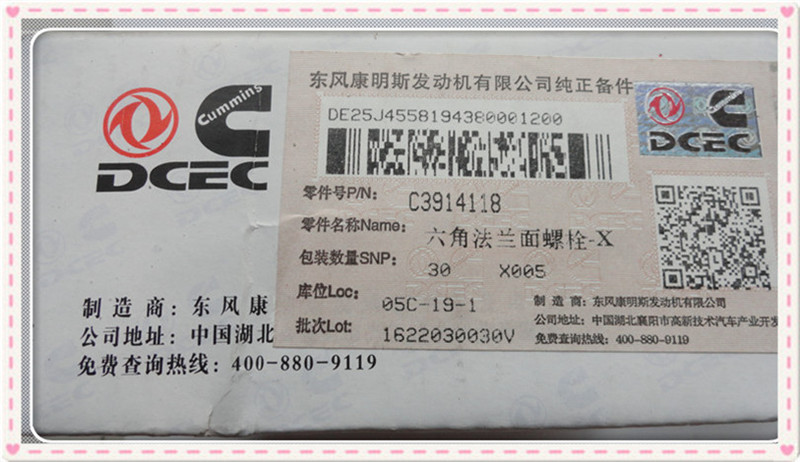 Cummins
DCEC
制造商：东风康
公司地址：中国湖北
免费查询热线：400-880-9119
东风康明斯发动机有限公司纯正备件
DE25J4558194380001200
DCEC
零件号P/N: C3914118
零件名称Name: 六角法兰面螺栓-X
包装数量SNP: 30 X005
库位Loc: 05C-19-1
批次Lot: 1622030030V
制造商：东风康明斯发动机有限公司
公司地址：中国湖北襄阳市高新技术汽车产业开发
免费查询热线：400-880-9119